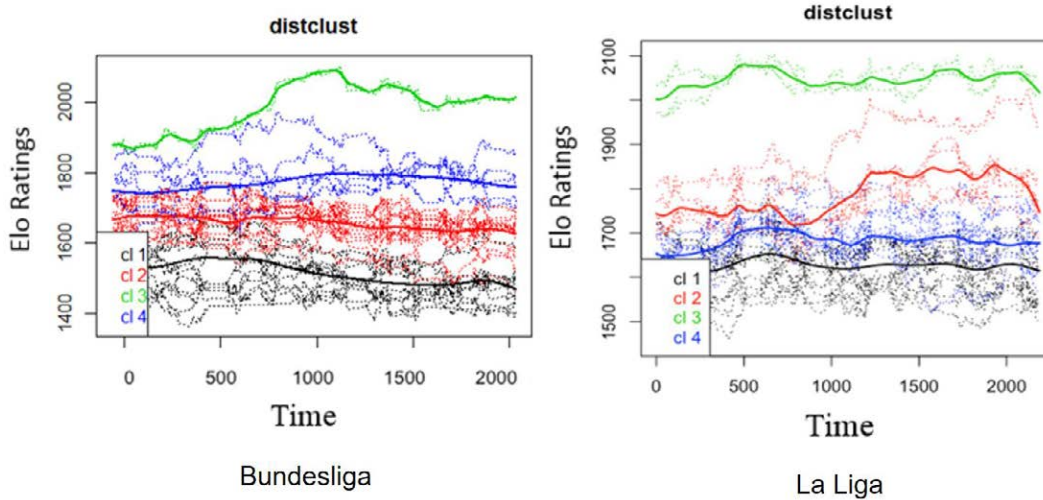 distclust
Elo Ratings
2000
1800
1600
1400
cl 1
cl 2
cl 3
cl 4
0 500 1000 1500 2000
Time
Bundesliga
distclust
Elo Ratings
2100
1900
1700
1500
cl 1
cl 2
cl 3
cl 4
0 500 1000 1500 2000
Time
La Liga